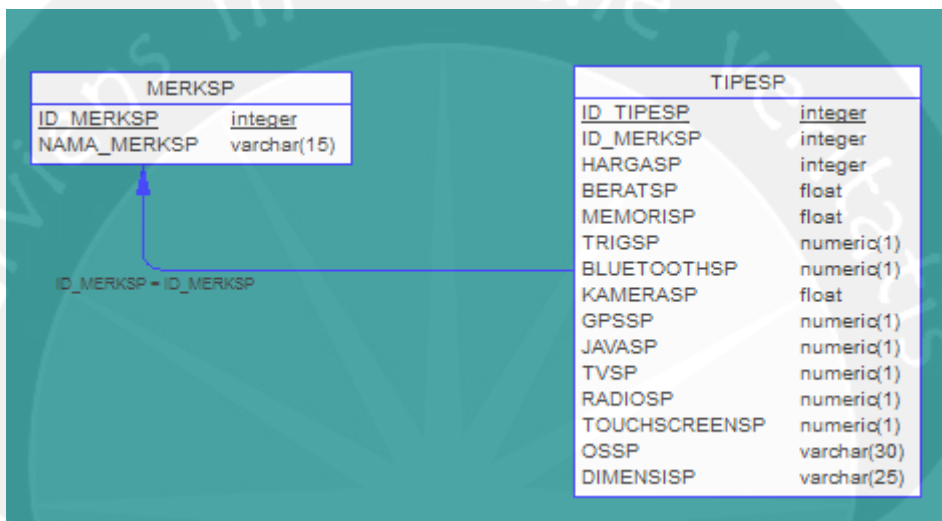 MERKSP
ID_MERKSP integer
NAMA_MERKSP varchar(15)
ID_MERKSP = ID_MERKSP
TIPESP
ID_TIPESP integer
ID_MERKSP integer
HARGASP integer
BERATSP float
MEMORISP float
TRIGSP numeric(1)
BLUETOOTHSP numeric(1)
KAMERASP float
GPSSP numeric(1)
JAVASP numeric(1)
TVSP numeric(1)
RADIOSP numeric(1)
TOUCHSCREENSP numeric(1)
OSSP varchar(30)
DIMENSISP varchar(25)